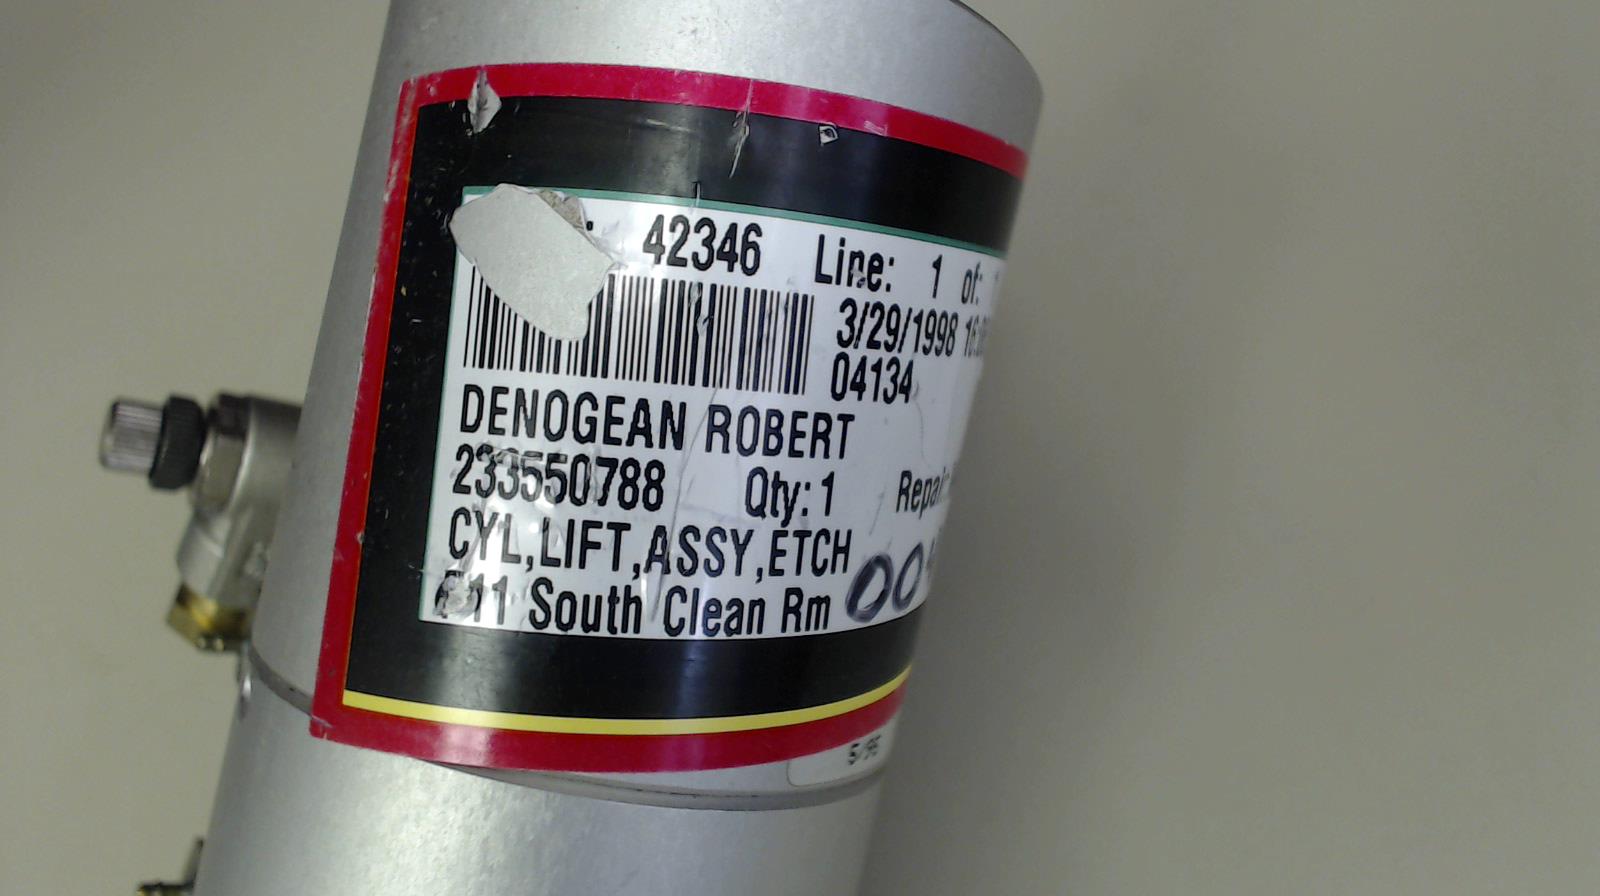 : 42346 Line: 1 of:
3/29/1998
04134
DENOGEAN ROBERT
233550788 Qty: 1
CYL,LIFT,ASSY,ETCH
South Clean Rm